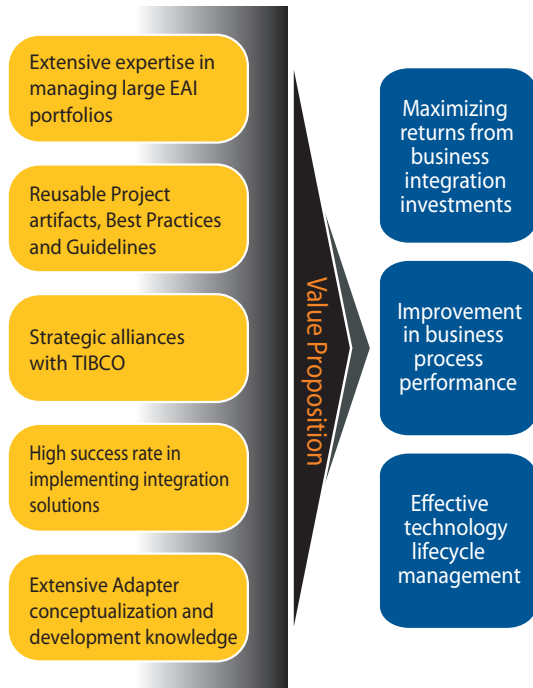 Extensive expertise in
managing large EAI
portfolios
Reusable Project
artifacts, Best Practices
and Guidelines
Strategic alliances
with TIBCO
High success rate in
implementing integration
solutions
Extensive Adapter
conceptualization and
development knowledge
Value Proposition
Maximizing
returns from
business
integration
investments
Improvement
in business
process
performance
Effective
technology
lifecycle
management